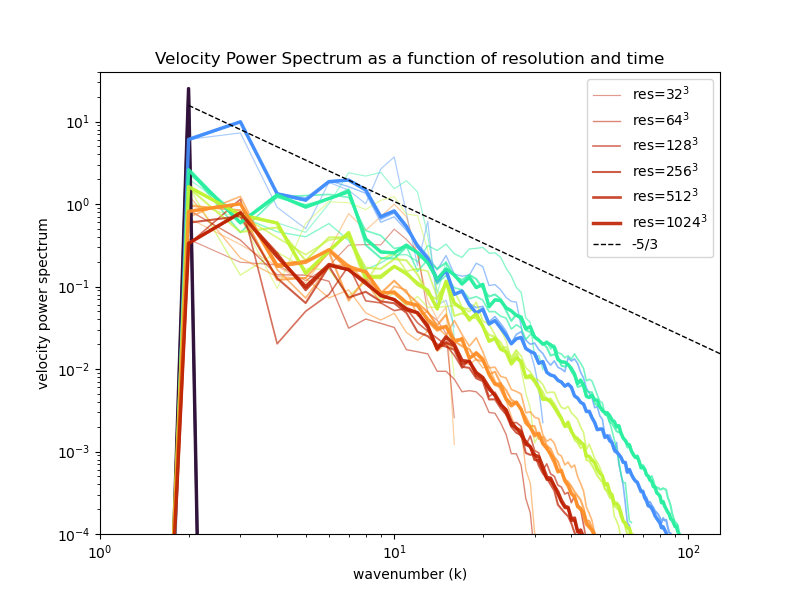 Velocity Power Spectrum as a function of resolution and time
velocity power spectrum
10¹
10⁰
10⁻¹
10⁻²
10⁻³
10⁻⁴
res=32³
res=64³
res=128³
res=256³
res=512³
res=1024³
-5/3
10⁰
10¹
10²
wavenumber (k)